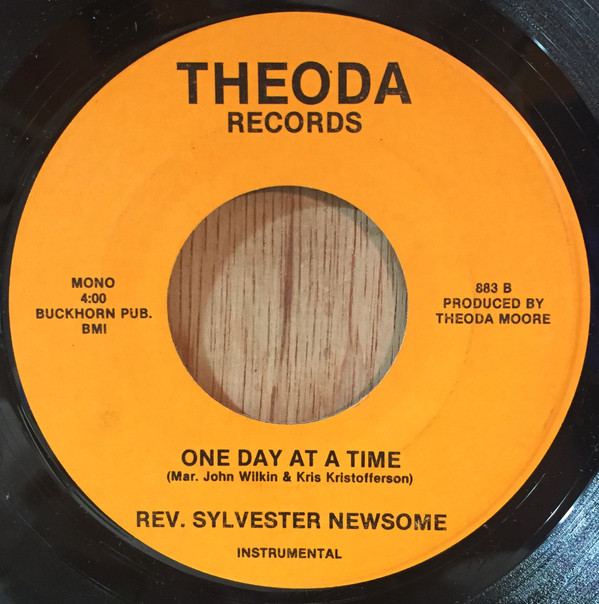 THEODA
RECORDS
MONO
4:00
BUCKHORN PUB.
BMI
883 B
PRODUCED BY
THEODA MOORE
ONE DAY AT A TIME
(Mar. John Wilkin & Kris Kristofferson)
REV. SYLVESTER NEWSOME
INSTRUMENTAL